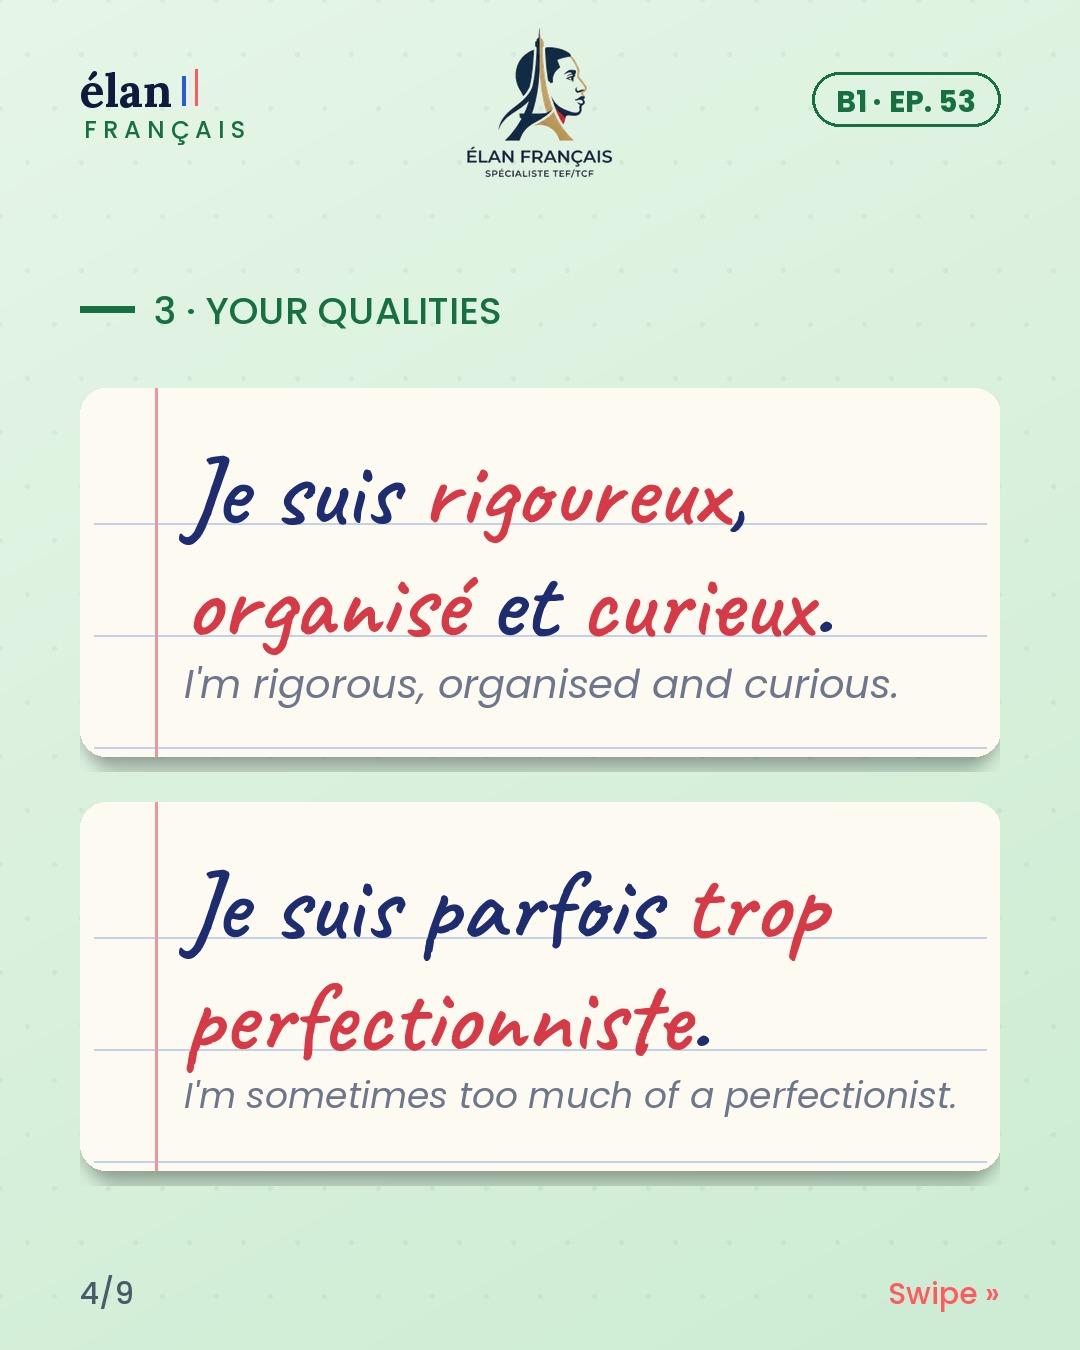 élan
FRANÇAIS
ÉLAN FRANÇAIS
SPÉCIALISTE TEF/TCF
B1 · EP. 53
3 · YOUR QUALITIES
Je suis rigoureux,
organisé et curieux.
I'm rigorous, organised and curious.
Je suis parfois trop
perfectionniste.
I'm sometimes too much of a perfectionist.
4/9
Swipe »